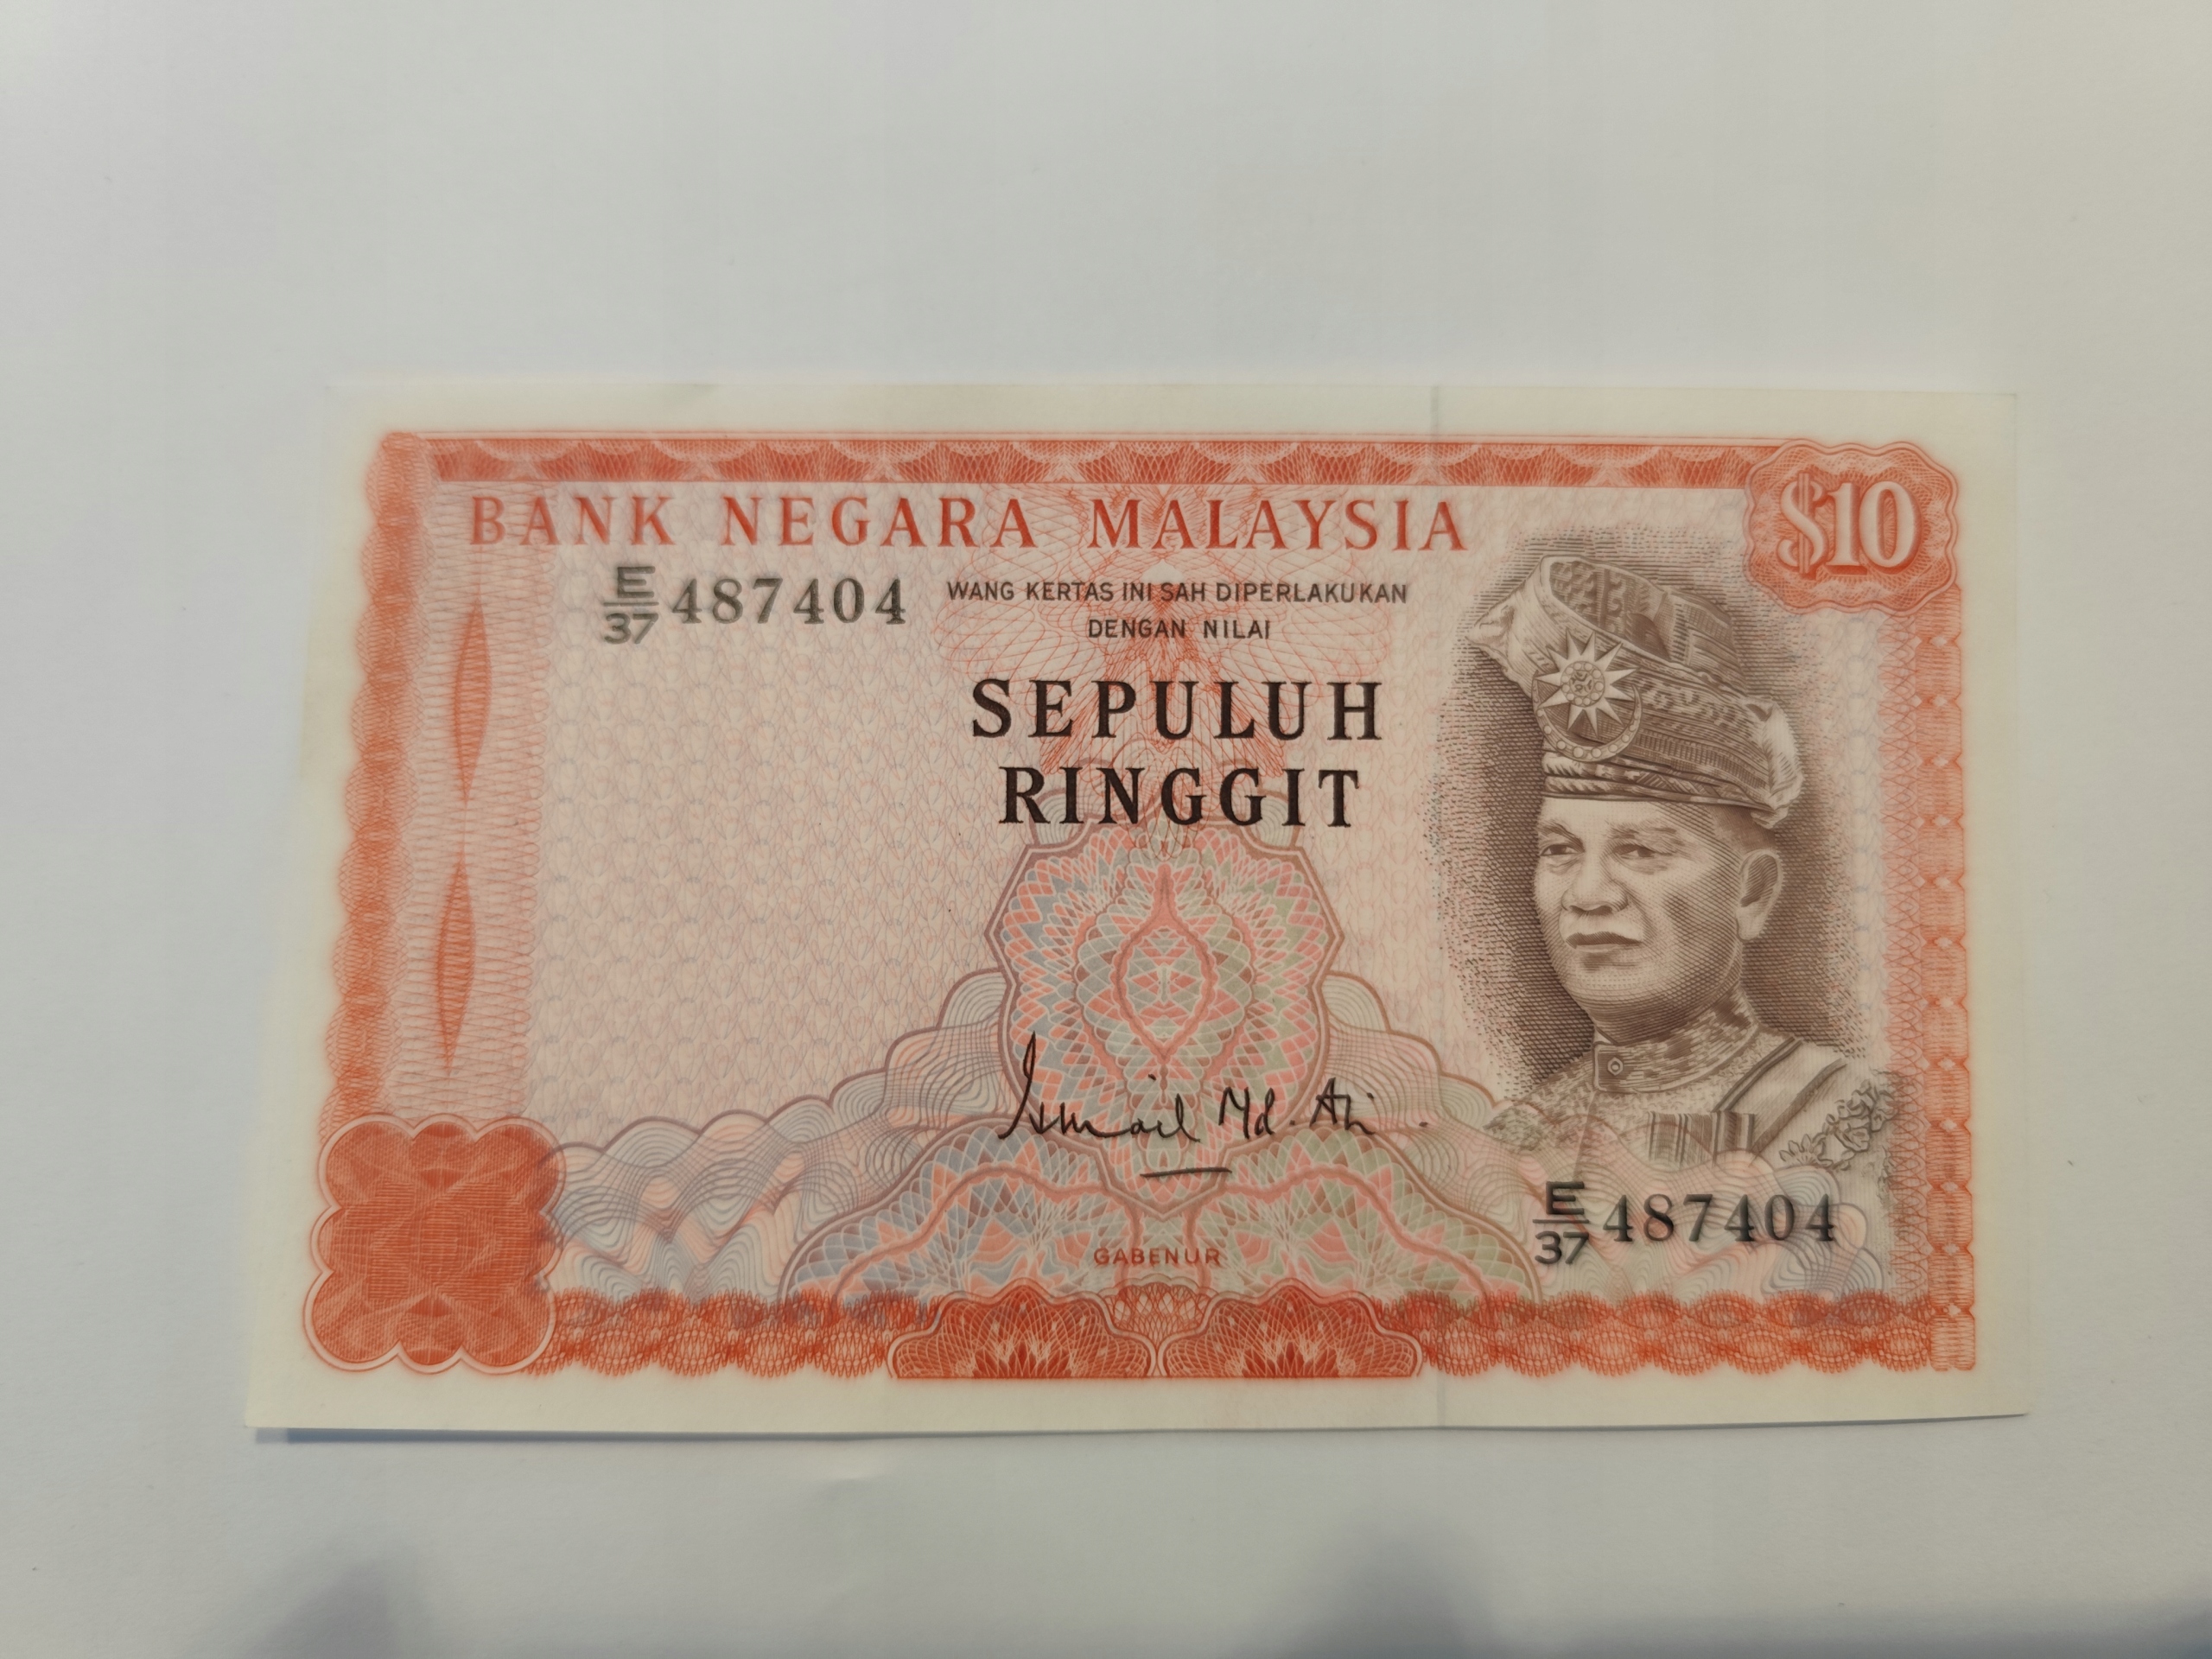 $10
BANK NEGARA MALAYSIA
E/37 487404
WANG KERTAS INI SAH DIPERLAKUKAN
DENGAN NILAI
SEPULUH
RINGGIT
Ismail Md. Ali.
E/37 487404
GABENUR